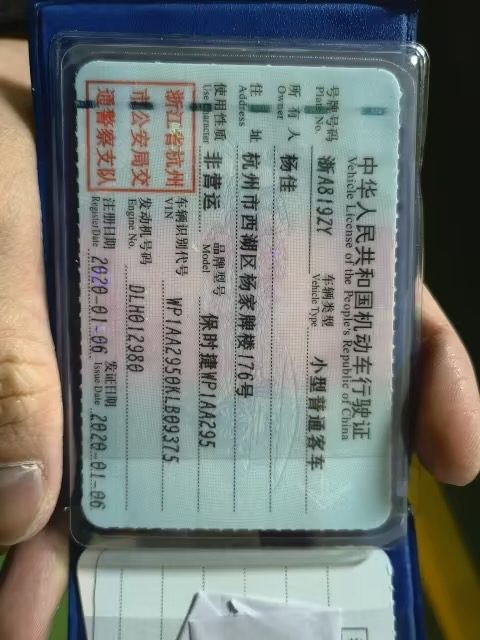 中华人民共和国机动车行驶证
Vehicle License of the People's Republic of China
号牌号码 浙A8192Y 车辆类型 小型普通客车
Plate No. Vehicle Type
所有人 杨佳
Owner
住址 杭州市西湖区杨家牌楼176号
Address
使用性质 非营运 品牌型号 保时捷WP1AA295
Use Character Model
浙江省杭州
市公安局交
通警察支队
车辆识别代号 WP1AA2950KLB09375
VIN
发动机号码 DLH012980
Engine No.
注册日期 2020-01-06 发证日期 2020-01-06
Register Date Issue Date